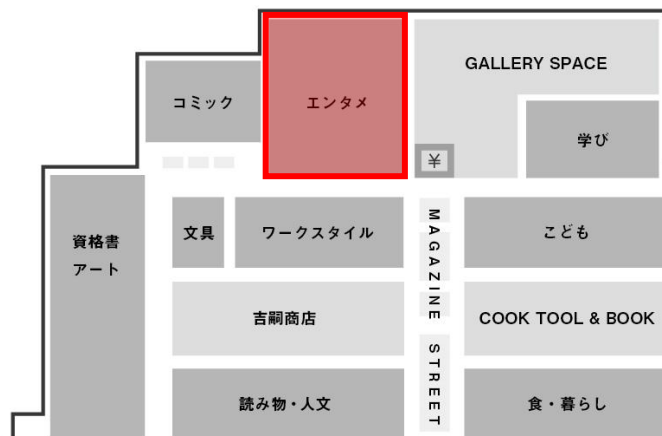 GALLERY SPACE
コミック
エンタメ
学び
¥
資格書
アート
文具
ワークスタイル
MAGAZINE STREET
こども
吉嗣商店
COOK TOOL & BOOK
読み物・人文
食・暮らし